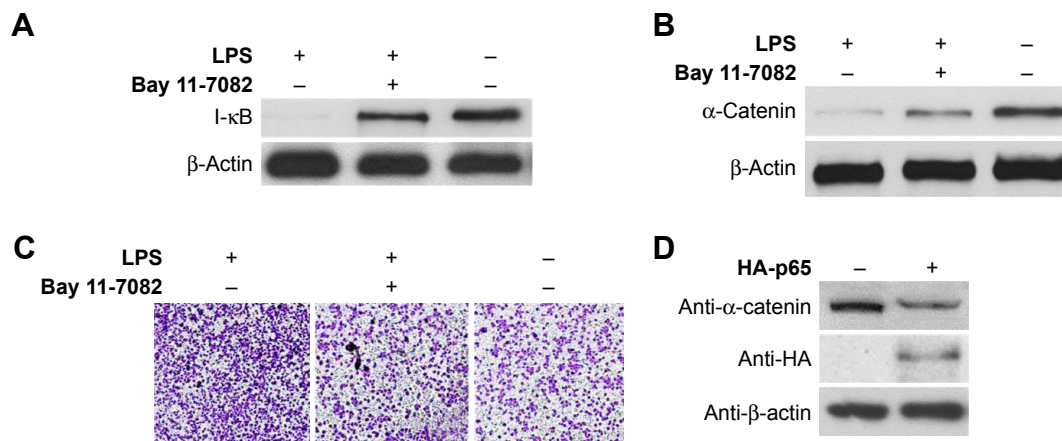 A
LPS + + –
Bay 11-7082 – + –
I-κB
β-Actin
B
LPS + + –
Bay 11-7082 – + –
α-Catenin
β-Actin
C
LPS + + –
Bay 11-7082 – + –
D
HA-p65 – +
Anti-α-catenin
Anti-HA
Anti-β-actin